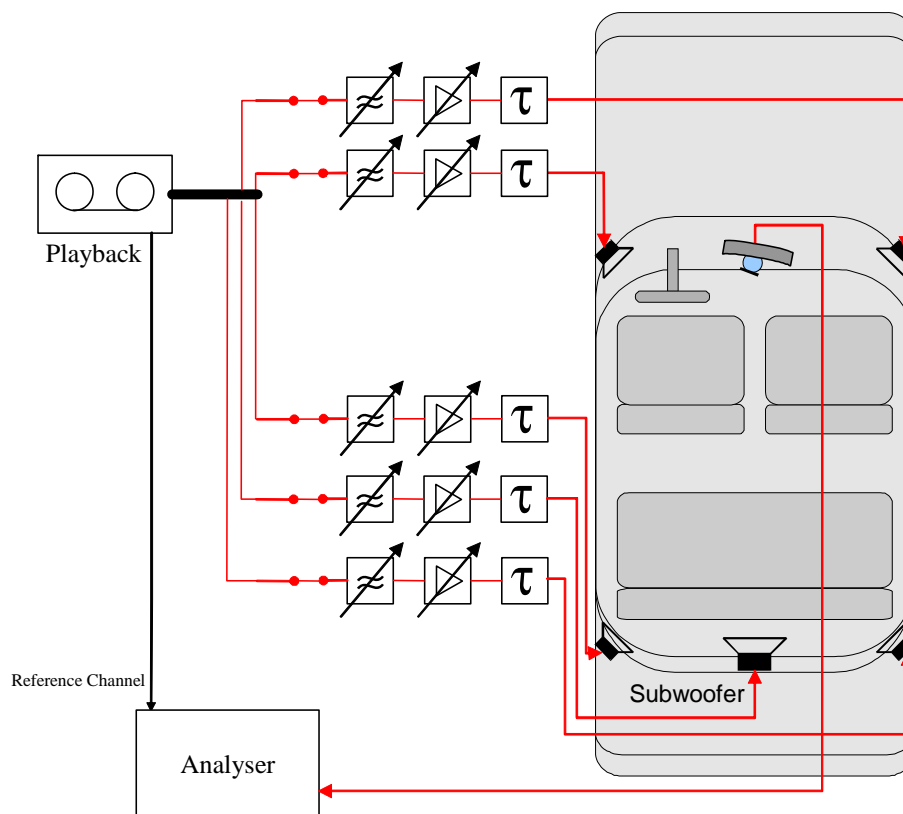 τ
τ
Playback
τ
τ
τ
Reference Channel
Subwoofer
Analyser